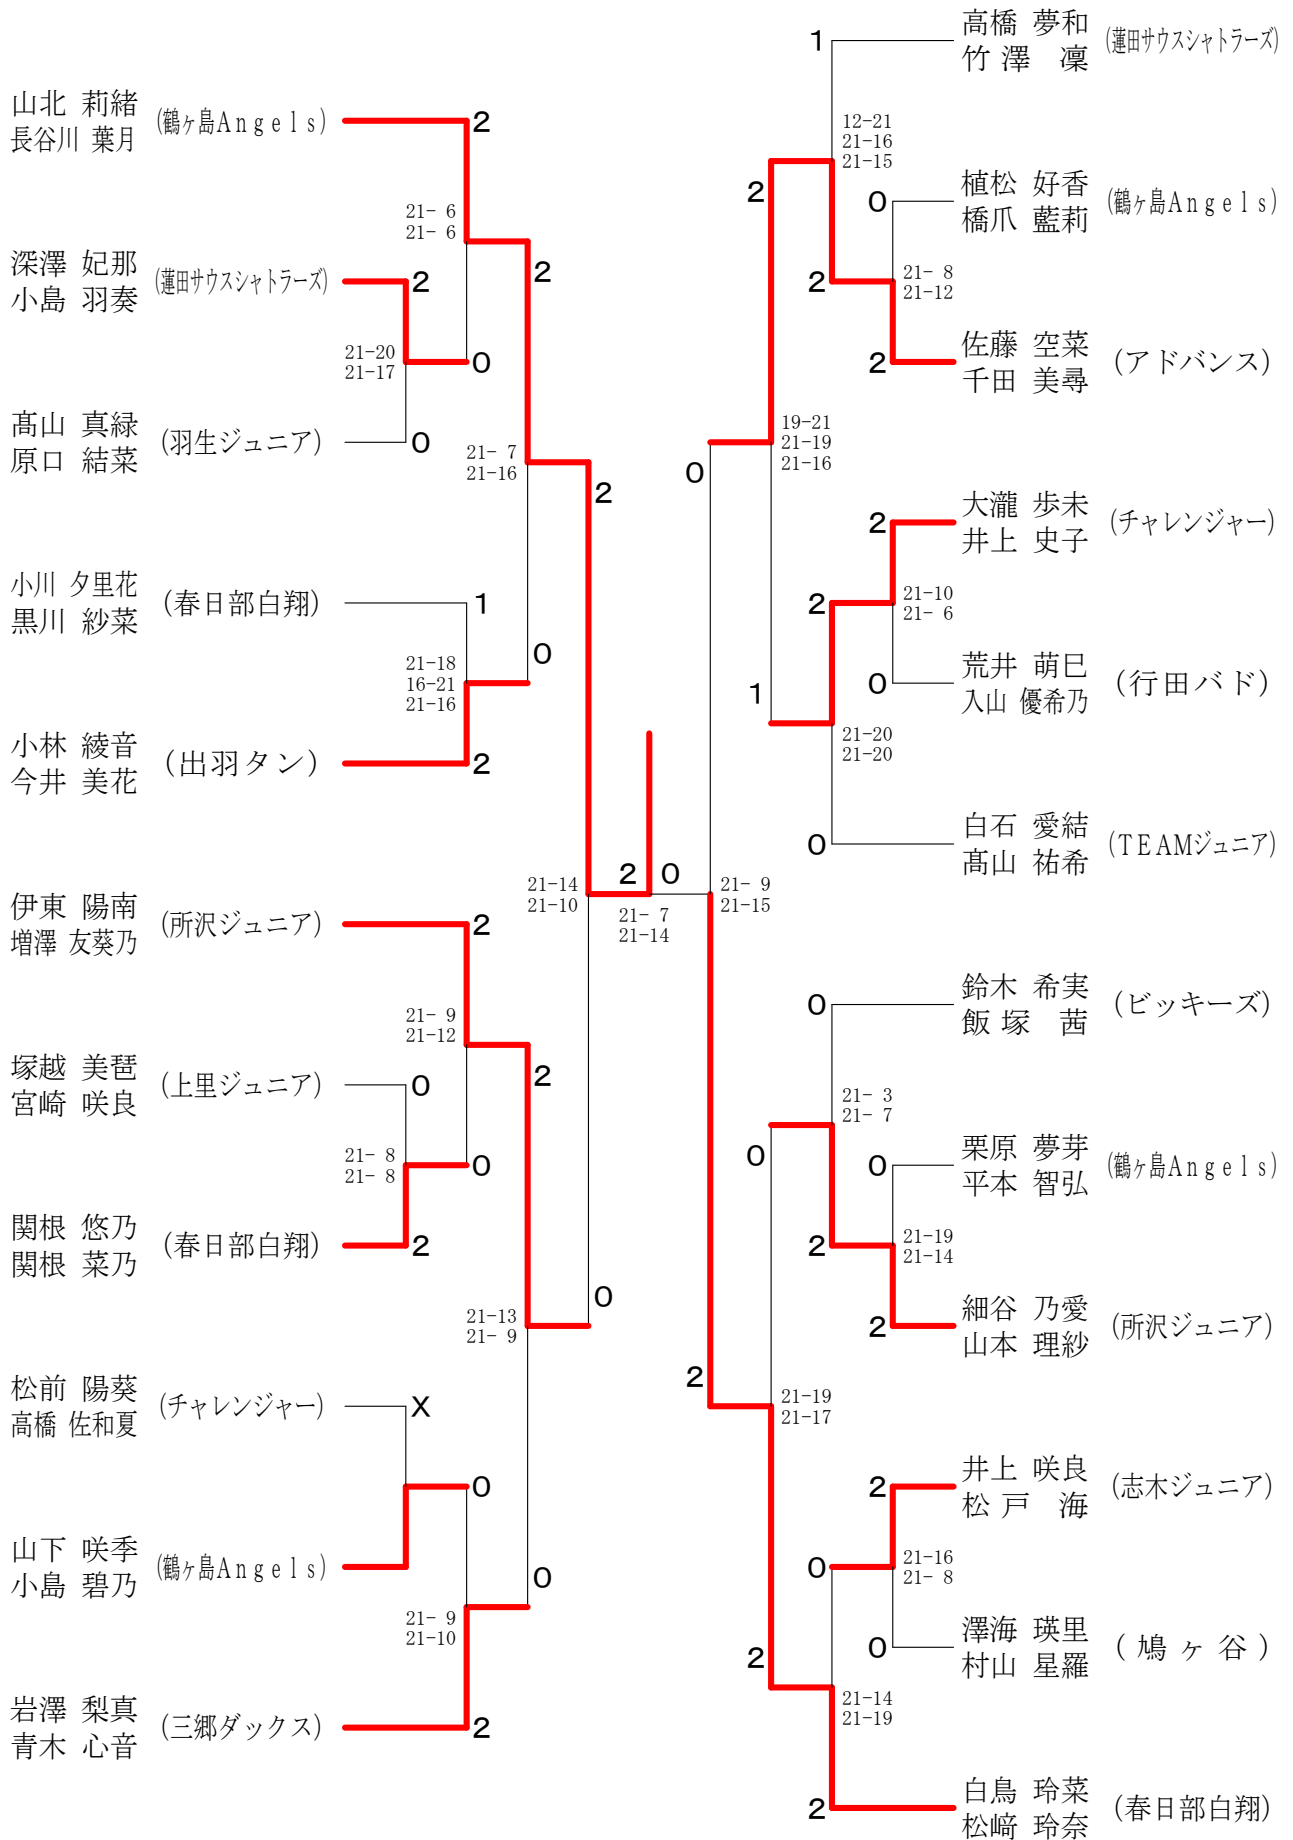 山北 莉緒
長谷川 葉月
(鶴ヶ島Angels)
2
21- 6
21- 6
深澤 妃那
小島 羽奏
(蓮田サウスシャトラーズ)
2
2
21-20
21-17
0
髙山 真緑
原口 結菜
(羽生ジュニア)
0
21- 7
21-16
2
小川 夕里花
黒川 紗菜
(春日部白翔)
1
21-18
16-21
21-16
0
小林 綾音
今井 美花
(出羽タン)
2
伊東 陽南
増澤 友葵乃
(所沢ジュニア)
2
21-14
21-10
21- 9
21-12
塚越 美琶
宮崎 咲良
(上里ジュニア)
0
2
21- 8
21- 8
0
関根 悠乃
関根 菜乃
(春日部白翔)
2
21-13
21- 9
0
松前 陽葵
高橋 佐和夏
(チャレンジャー)
X
0
山下 咲季
小島 碧乃
(鶴ヶ島Angels)
0
21- 9
21-10
岩澤 梨真
青木 心音
(三郷ダックス)
2
2
0
21- 7
21-14
1
高橋 夢和
竹澤 凛
(蓮田サウスシャトラーズ)
12-21
21-16
21-15
2
0
植松 好香
橋爪 藍莉
(鶴ヶ島Angels)
2
21- 8
21-12
2
佐藤 空菜
千田 美尋
(アドバンス)
19-21
21-19
21-16
0
2
大瀧 歩未
井上 史子
(チャレンジャー)
2
21-10
21- 6
1
0
荒井 萌巳
入山 優希乃
(行田バド)
21-20
21-20
0
白石 愛結
髙山 祐希
(TEAMジュニア)
21- 9
21-15
0
鈴木 希実
飯塚 茜
(ビッキーズ)
21- 3
21- 7
0
0
栗原 夢芽
平本 智弘
(鶴ヶ島Angels)
2
21-19
21-14
2
細谷 乃愛
山本 理紗
(所沢ジュニア)
2
21-19
21-17
2
井上 咲良
松戸 海
(志木ジュニア)
0
21-16
21- 8
2
0
澤海 瑛里
村山 星羅
(鳩ヶ谷)
21-14
21-19
2
白鳥 玲菜
松﨑 玲奈
(春日部白翔)